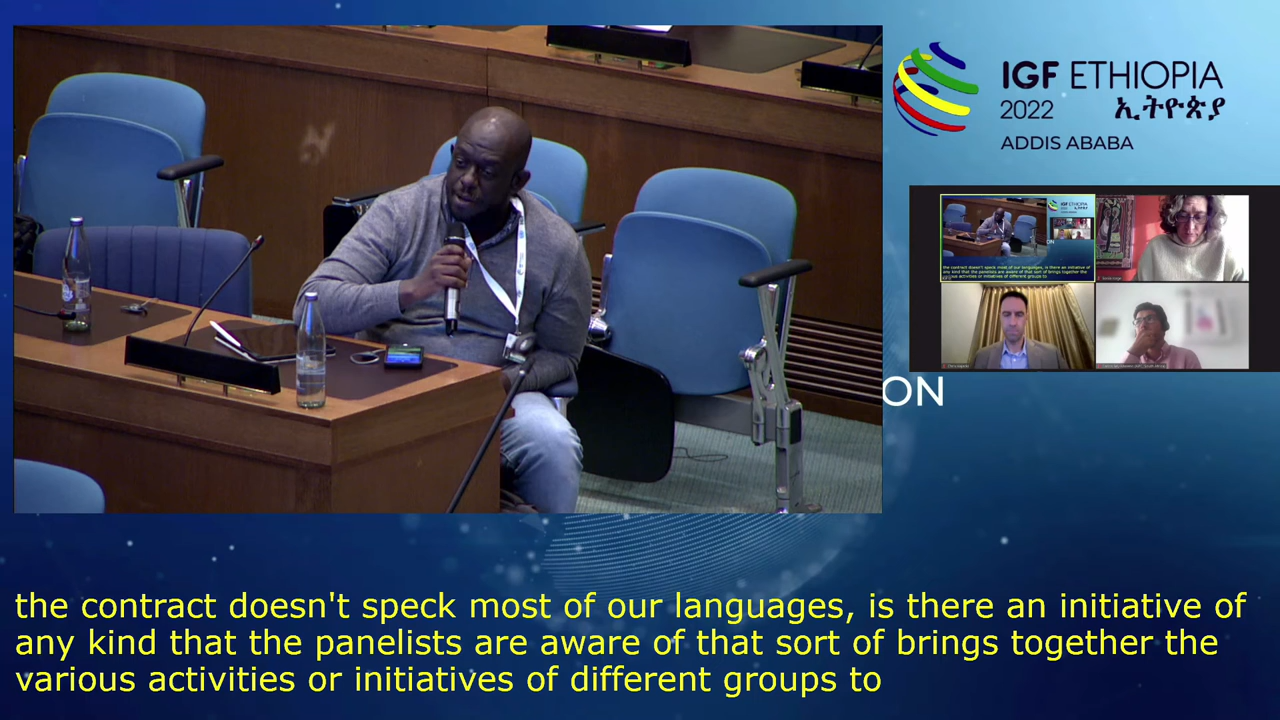 IGF ETHIOPIA
2022 ኢትዮጵያ
ADDIS ABABA
ON
the contract doesn't speck most of our languages, is there an initiative of
any kind that the panelists are aware of that sort of brings together the
various activities or initiatives of different groups to